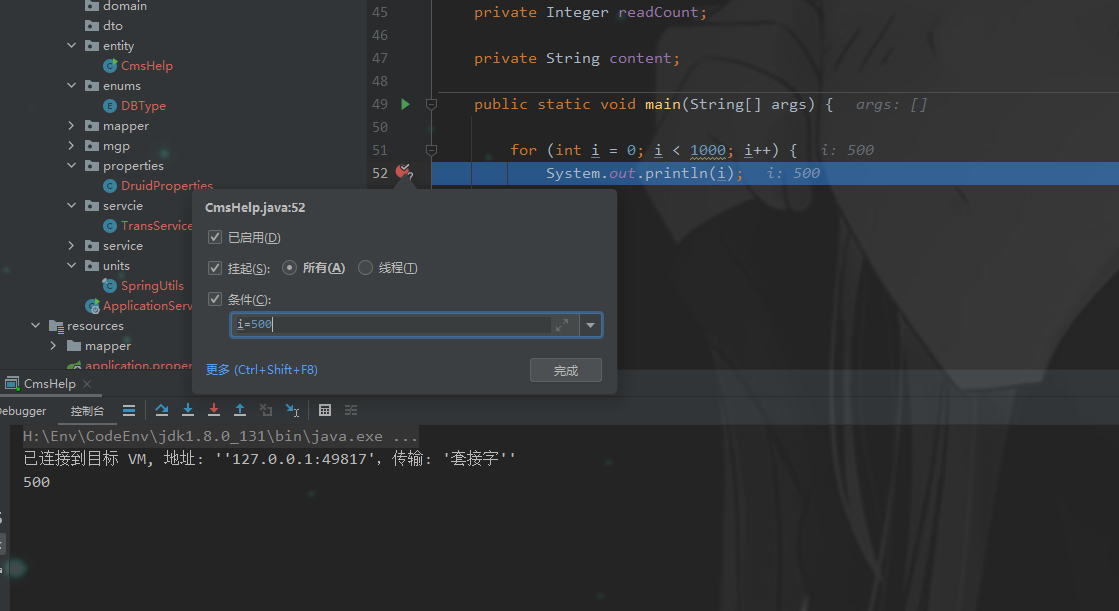 domain
dto
entity
CmsHelp
enums
DBType
mapper
mgp
properties
DruidProperties
servcie
TransService
service
units
SpringUtils
ApplicationServ
resources
mapper
application.proper
45 private Integer readCount;
46
47 private String content;
48
49 public static void main(String[] args) { args: []
50
51 for (int i = 0; i < 1000; i++) { i: 500
52 System.out.println(i); i: 500
CmsHelp.java:52
已启用(D)
挂起(S): 所有(A) 线程(T)
条件(C):
i=500
更多 (Ctrl+Shift+F8) 完成
CmsHelp
Debugger 控制台
H:\Env\CodeEnv\jdk1.8.0_131\bin\java.exe ...
已连接到目标 VM, 地址: ''127.0.0.1:49817', 传输: '套接字''
500